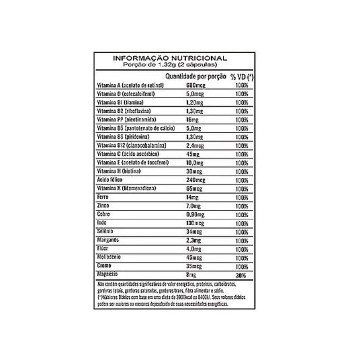 INFORMAÇÃO NUTRICIONAL
Porção de 1,32g (2 cápsulas)
Quantidade por porção % VD (*)
Vitamina A (acetato de retinol) 600mcg 100%
Vitamina D (colecalciferol) 5,0mcg 100%
Vitamina B1 (tiamina) 1,20mg 100%
Vitamina B2 (riboflavina) 1,30mg 100%
Vitamina PP (nicotinamida) 16mg 100%
Vitamina B5 (pantotenato de cálcio) 5,0mg 100%
Vitamina B6 (piridoxina) 1,30mg 100%
Vitamina B12 (cianocobalamina) 2,4mcg 100%
Vitamina C (ácido ascórbico) 45mg 100%
Vitamina E (acetato de tocoferol) 10,0mg 100%
Vitamina H (biotina) 30mcg 100%
Ácido fólico 240mcg 100%
Vitamina K (fitomenadiona) 65mcg 100%
Ferro 14mg 100%
Zinco 7,0mg 100%
Cobre 0,90mg 100%
Iodo 130mcg 100%
Selênio 34mcg 100%
Manganês 2,3mg 100%
Flúor 4,0mg 100%
Molibdênio 45mcg 100%
Cromo 35mcg 100%
Magnésio 8mg 30%
Não contém quantidades significativas de valor energético, proteínas, carboidratos,
gorduras totais, gorduras saturadas, gorduras trans, fibra alimentar e sódio.
(*)Valores Diários com base em uma dieta de 2000kcal ou 8400kJ. Seus valores diários
podem ser maiores ou menores dependendo de suas necessidades energéticas.